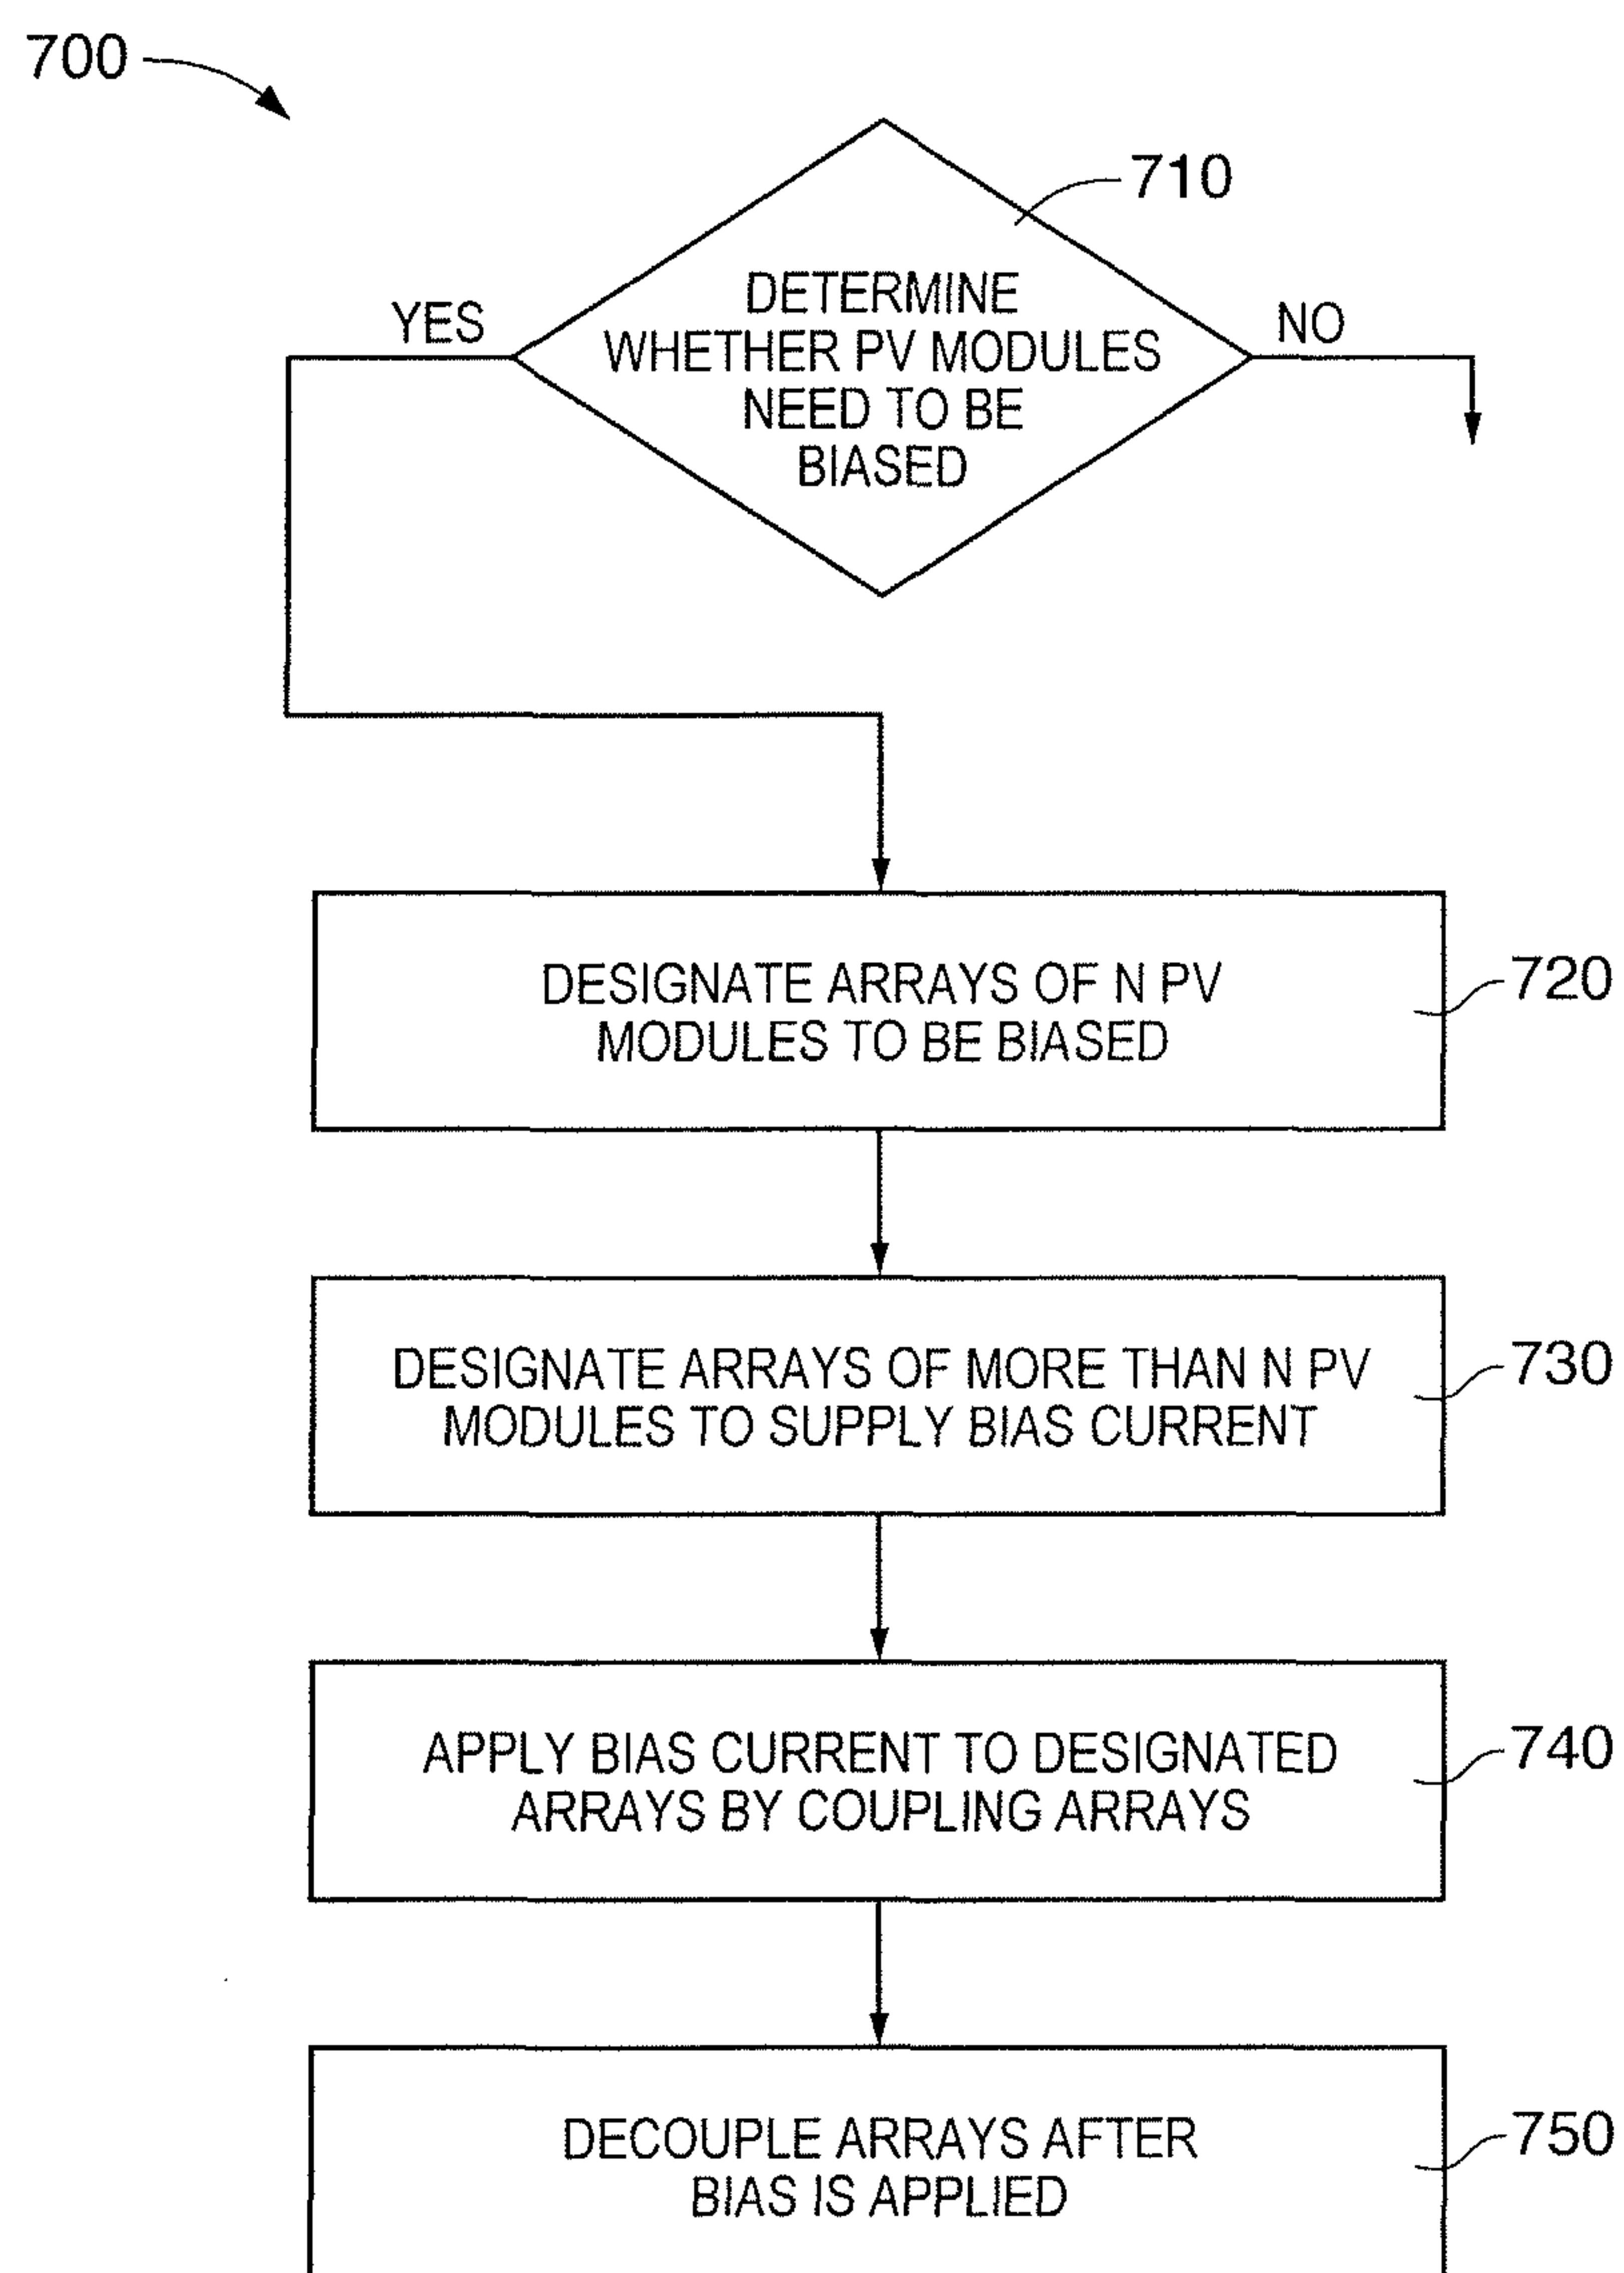 700
710
DETERMINE
WHETHER PV MODULES
NEED TO BE
BIASED
YES
NO
DESIGNATE ARRAYS OF N PV
MODULES TO BE BIASED
720
DESIGNATE ARRAYS OF MORE THAN N PV
MODULES TO SUPPLY BIAS CURRENT
730
APPLY BIAS CURRENT TO DESIGNATED
ARRAYS BY COUPLING ARRAYS
740
DECOUPLE ARRAYS AFTER
BIAS IS APPLIED
750